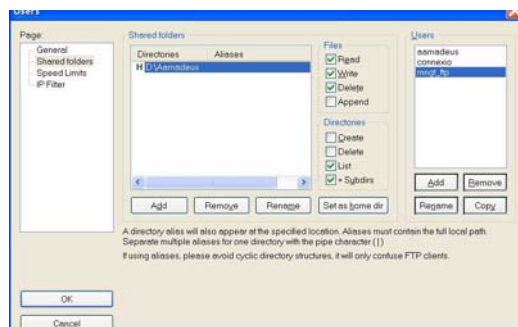 Users
Page:
General
Shared folders
Speed Limits
IP Filter
Shared folders
Directories Aliases
H D:\Aamadeus
Add Remove Rename Set as home dir
Files
Read
Write
Delete
Append
Directories
Create
Delete
List
+ Subdirs
Users
aamadeus
connexio
mngt_ftp
Add Remove
Rename Copy
A directory alias will also appear at the specified location. Aliases must contain the full local path.
Separate multiple aliases for one directory with the pipe character (|)
If using aliases, please avoid cyclic directory structures, it will only confuse FTP clients.
OK
Cancel